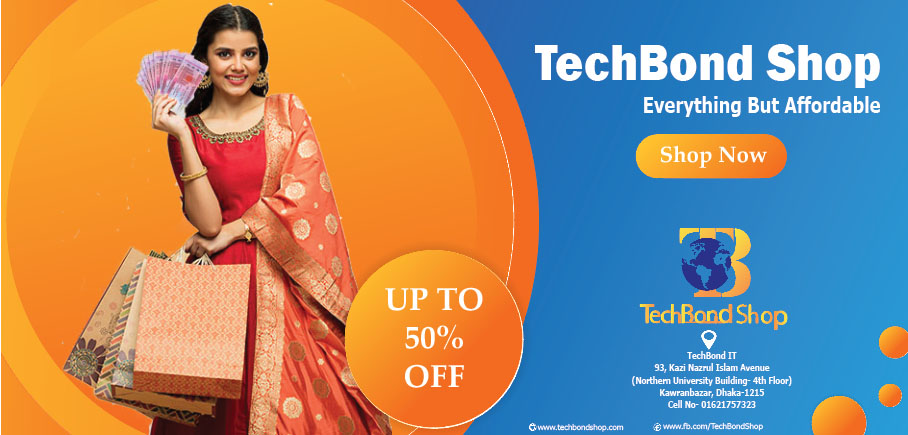 TechBond Shop
Everything But Affordable
Shop Now
UP TO
50%
OFF
TB
TechBond Shop
TechBond IT
93, Kazi Nazrul Islam Avenue
(Northern University Building- 4th Floor)
Kawranbazar, Dhaka-1215
Cell No- 01621757323
www.techbondshop.com
www.fb.com/TechBondShop